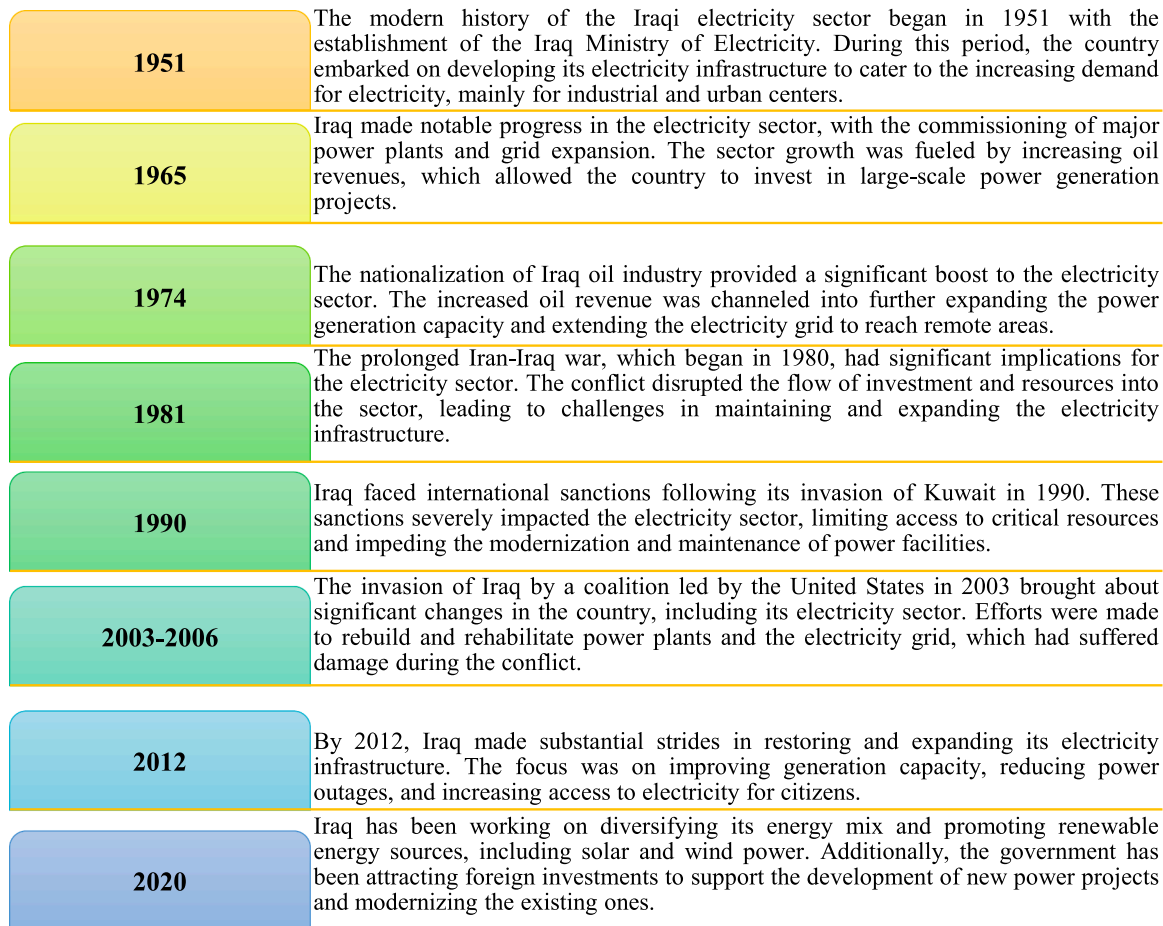 1951
The modern history of the Iraqi electricity sector began in 1951 with the
establishment of the Iraq Ministry of Electricity. During this period, the country
embarked on developing its electricity infrastructure to cater to the increasing demand
for electricity, mainly for industrial and urban centers.
1965
Iraq made notable progress in the electricity sector, with the commissioning of major
power plants and grid expansion. The sector growth was fueled by increasing oil
revenues, which allowed the country to invest in large-scale power generation
projects.
1974
The nationalization of Iraq oil industry provided a significant boost to the electricity
sector. The increased oil revenue was channeled into further expanding the power
generation capacity and extending the electricity grid to reach remote areas.
1981
The prolonged Iran-Iraq war, which began in 1980, had significant implications for
the electricity sector. The conflict disrupted the flow of investment and resources into
the sector, leading to challenges in maintaining and expanding the electricity
infrastructure.
1990
Iraq faced international sanctions following its invasion of Kuwait in 1990. These
sanctions severely impacted the electricity sector, limiting access to critical resources
and impeding the modernization and maintenance of power facilities.
2003-2006
The invasion of Iraq by a coalition led by the United States in 2003 brought about
significant changes in the country, including its electricity sector. Efforts were made
to rebuild and rehabilitate power plants and the electricity grid, which had suffered
damage during the conflict.
2012
By 2012, Iraq made substantial strides in restoring and expanding its electricity
infrastructure. The focus was on improving generation capacity, reducing power
outages, and increasing access to electricity for citizens.
2020
Iraq has been working on diversifying its energy mix and promoting renewable
energy sources, including solar and wind power. Additionally, the government has
been attracting foreign investments to support the development of new power projects
and modernizing the existing ones.